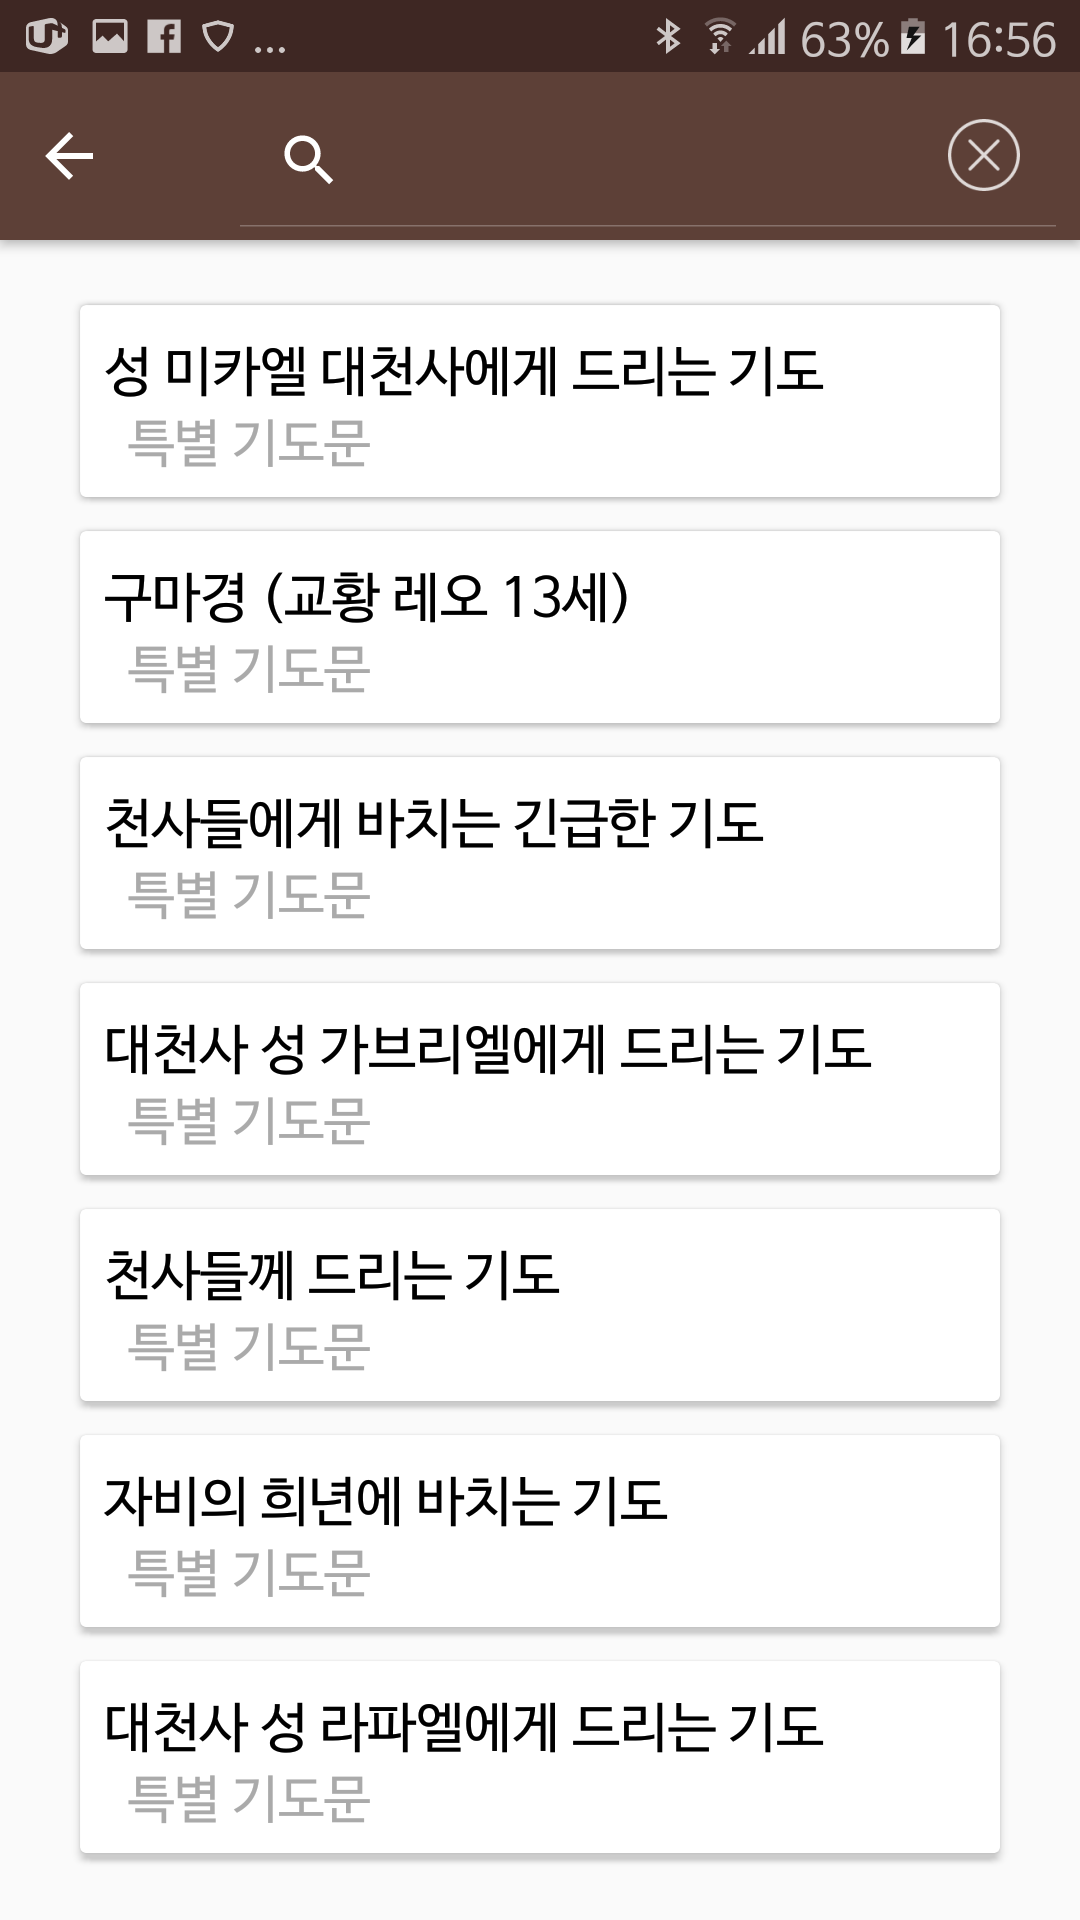 U+ ... 63% 16:56
성 미카엘 대천사에게 드리는 기도
특별 기도문
구마경 (교황 레오 13세)
특별 기도문
천사들에게 바치는 긴급한 기도
특별 기도문
대천사 성 가브리엘에게 드리는 기도
특별 기도문
천사들께 드리는 기도
특별 기도문
자비의 희년에 바치는 기도
특별 기도문
대천사 성 라파엘에게 드리는 기도
특별 기도문